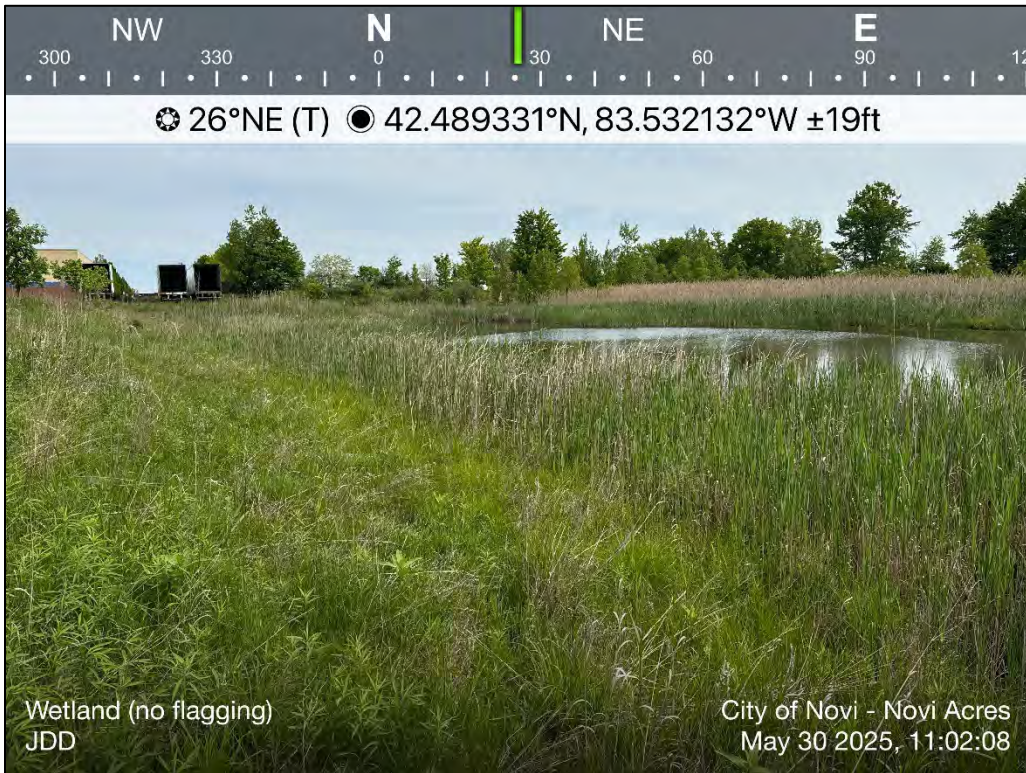 NW N NE E
300 330 0 30 60 90 12
26°NE (T) 42.489331°N, 83.532132°W ±19ft
Wetland (no flagging)
JDD
City of Novi - Novi Acres
May 30 2025, 11:02:08